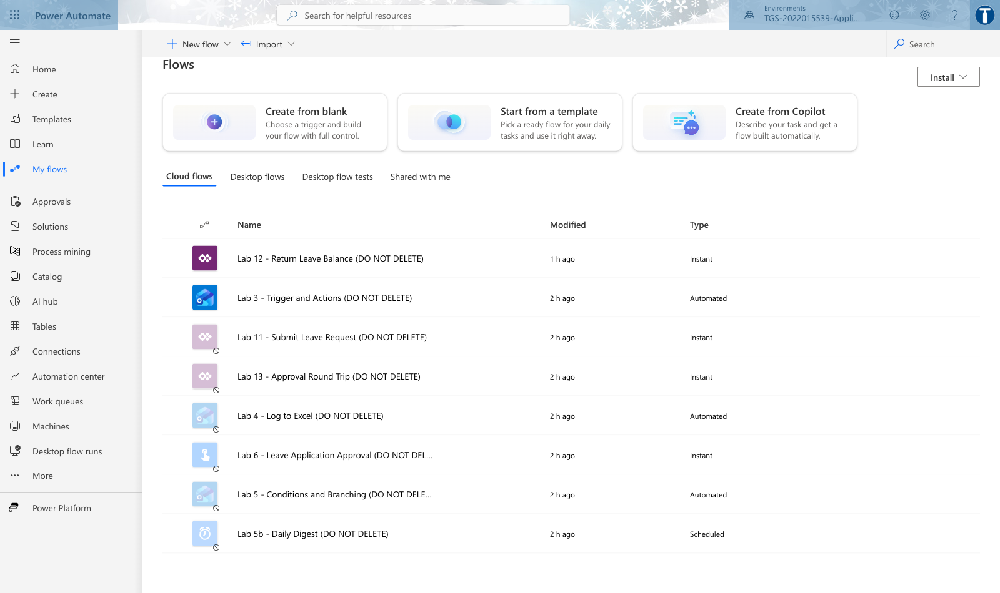 Power Automate
Search for helpful resources
Environments
TGS-2022015539-Appli...
?
T
New flow
Import
Search
Home
Create
Templates
Learn
My flows
Approvals
Solutions
Process mining
Catalog
AI hub
Tables
Connections
Automation center
Work queues
Machines
Desktop flow runs
More
Power Platform
Flows
Install
Create from blank
Choose a trigger and build
your flow with full control.
Start from a template
Pick a ready flow for your daily
tasks and use it right away.
Create from Copilot
Describe your task and get a
flow built automatically.
Cloud flows Desktop flows Desktop flow tests Shared with me
Name Modified Type
Lab 12 - Return Leave Balance (DO NOT DELETE) 1 h ago Instant
Lab 3 - Trigger and Actions (DO NOT DELETE) 2 h ago Automated
Lab 11 - Submit Leave Request (DO NOT DELETE) 2 h ago Instant
Lab 13 - Approval Round Trip (DO NOT DELETE) 2 h ago Instant
Lab 4 - Log to Excel (DO NOT DELETE) 2 h ago Automated
Lab 6 - Leave Application Approval (DO NOT DEL... 2 h ago Instant
Lab 5 - Conditions and Branching (DO NOT DELE... 2 h ago Automated
Lab 5b - Daily Digest (DO NOT DELETE) 2 h ago Scheduled